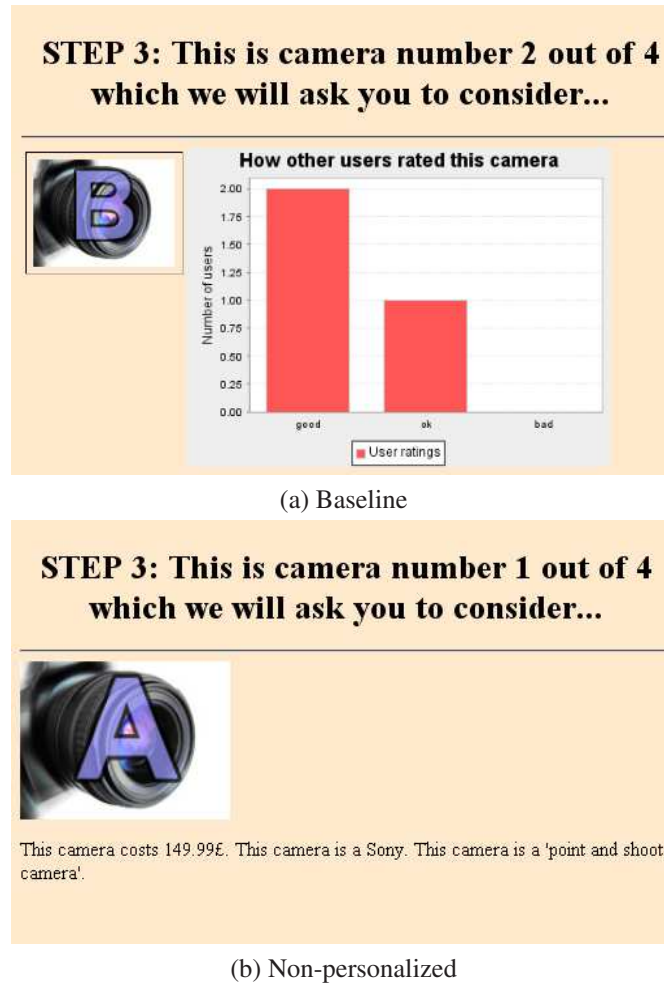 STEP 3: This is camera number 2 out of 4
which we will ask you to consider...
B
How other users rated this camera
Number of users
2.00
1.75
1.50
1.25
1.00
0.75
0.50
0.25
0.00
good
ok
bad
User ratings
(a) Baseline
STEP 3: This is camera number 1 out of 4
which we will ask you to consider...
A
This camera costs 149.99£. This camera is a Sony. This camera is a 'point and shoot
camera'.
(b) Non-personalized